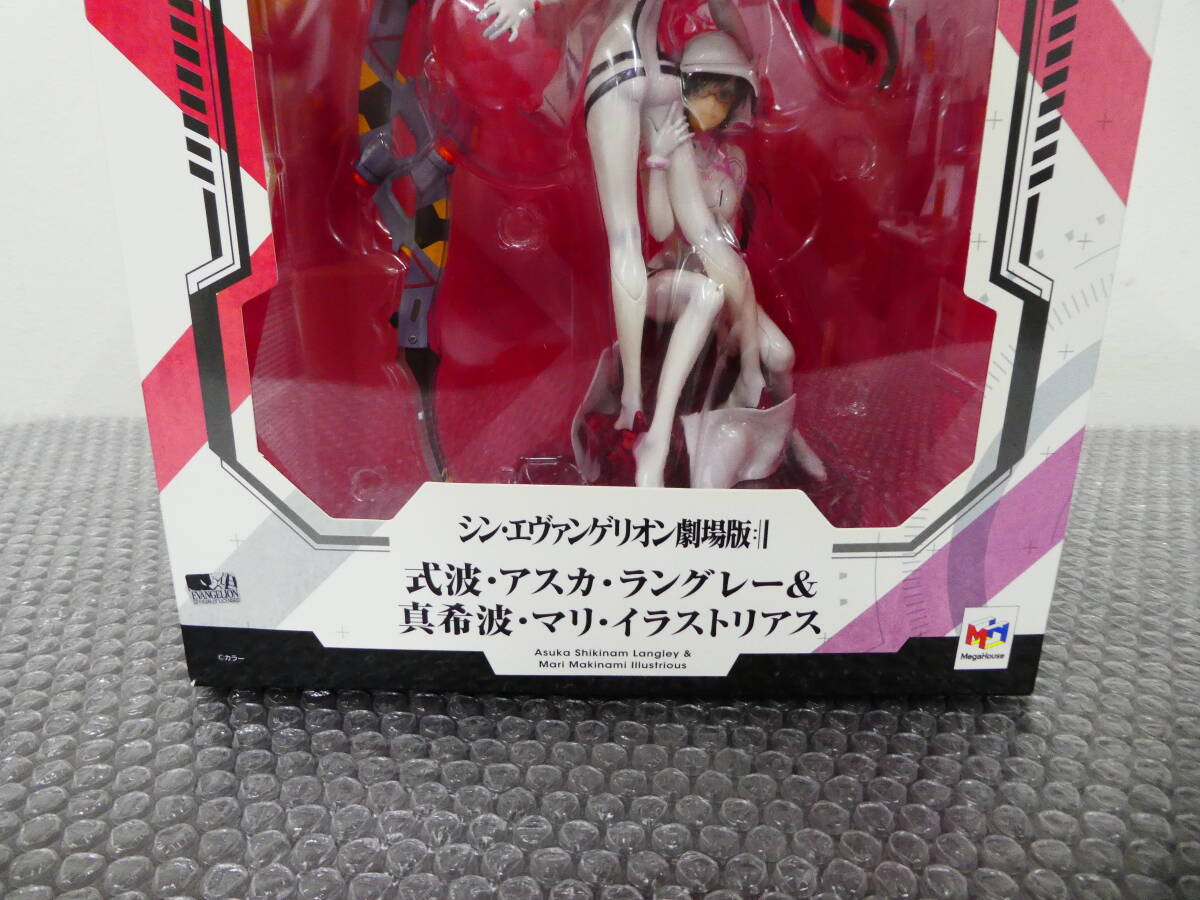 シン・エヴァンゲリオン劇場版:||
式波・アスカ・ラングレー&
真希波・マリ・イラストリアス
Asuka Shikinam Langley &
Mari Makinami Illustrious
EVANGELION
©カラー
MegaHouse